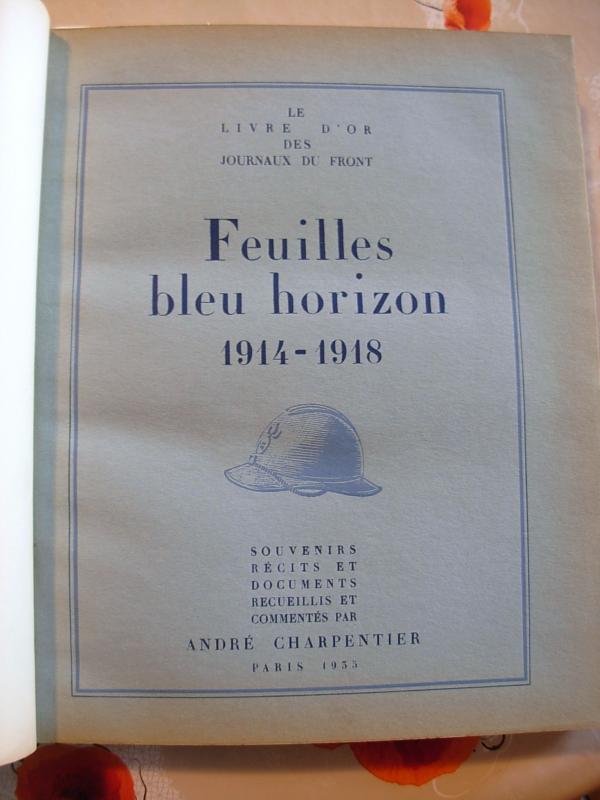 LE
LIVRE D'OR
DES
JOURNAUX DU FRONT
Feuilles
bleu horizon
1914-1918
SOUVENIRS
RÉCITS ET
DOCUMENTS
RECUEILLIS ET
COMMENTÉS PAR
ANDRÉ CHARPENTIER
PARIS 1935